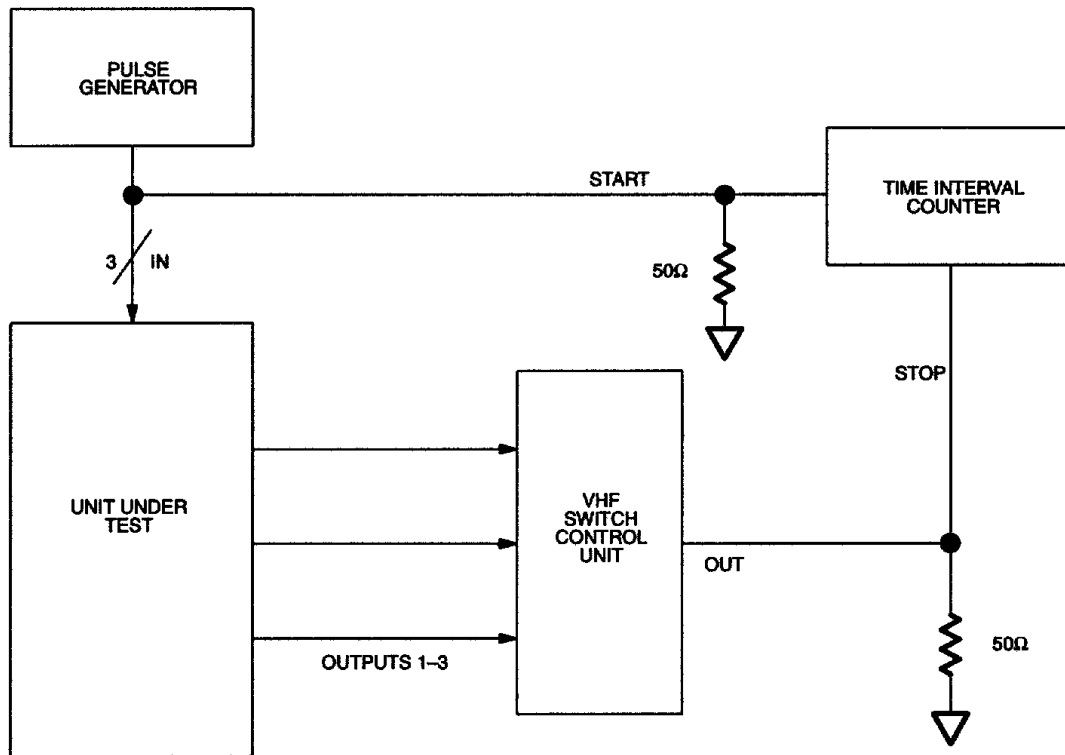 PULSE
GENERATOR
START
TIME INTERVAL
COUNTER
3
IN
50Ω
STOP
UNIT UNDER
TEST
VHF
SWITCH
CONTROL
UNIT
OUT
OUTPUTS 1–3
50Ω